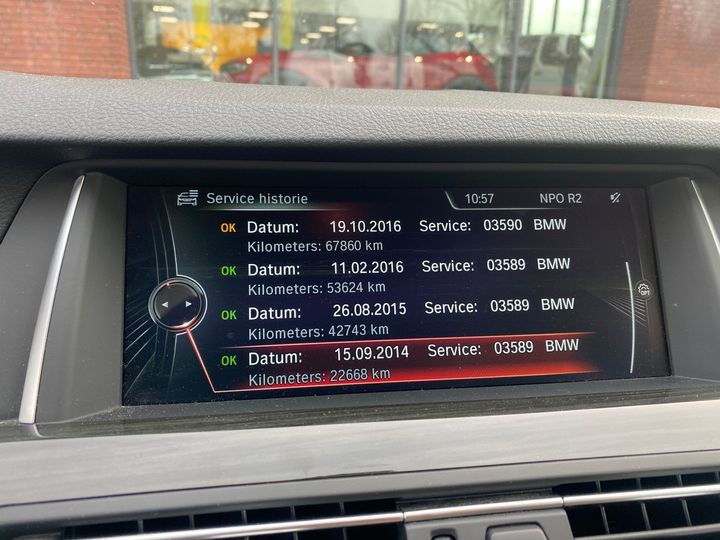 Service historie 10:57 NPO R2
OK Datum: 19.10.2016 Service: 03590 BMW
Kilometers: 67860 km
OK Datum: 11.02.2016 Service: 03589 BMW
Kilometers: 53624 km
OK Datum: 26.08.2015 Service: 03589 BMW
Kilometers: 42743 km
OK Datum: 15.09.2014 Service: 03589 BMW
Kilometers: 22668 km
OPT